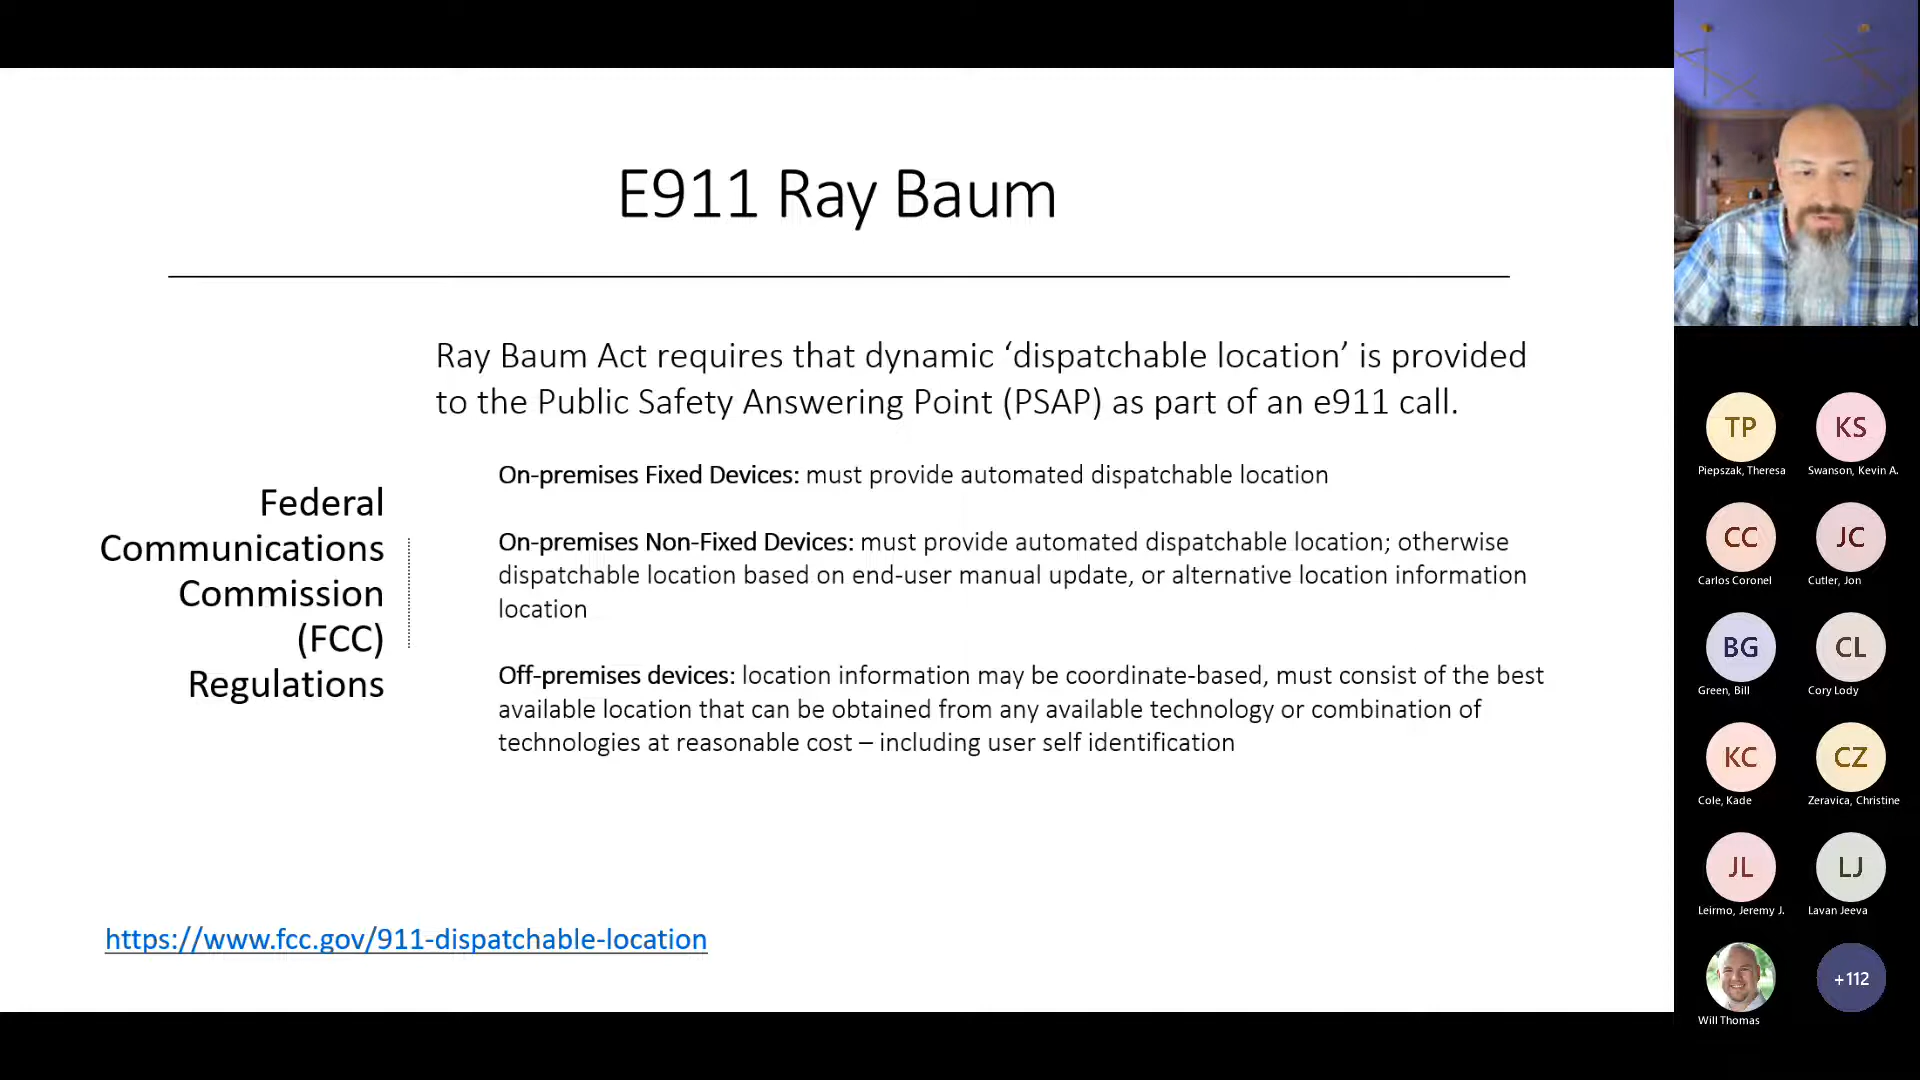 E911 Ray Baum
Ray Baum Act requires that dynamic ‘dispatchable location’ is provided
to the Public Safety Answering Point (PSAP) as part of an e911 call.
Federal
Communications
Commission
(FCC)
Regulations
On-premises Fixed Devices: must provide automated dispatchable location
On-premises Non-Fixed Devices: must provide automated dispatchable location; otherwise
dispatchable location based on end-user manual update, or alternative location information
location
Off-premises devices: location information may be coordinate-based, must consist of the best
available location that can be obtained from any available technology or combination of
technologies at reasonable cost – including user self identification
https://www.fcc.gov/911-dispatchable-location
TP
KS
Piepszak, Theresa
Swanson, Kevin A.
CC
JC
Carlos Coronel
Cutler, Jon
BG
CL
Green, Bill
Cory Lody
KC
CZ
Cole, Kade
Zeravica, Christine
JL
LJ
Leirmo, Jeremy J.
Lavan Jeeva
+112
Will Thomas